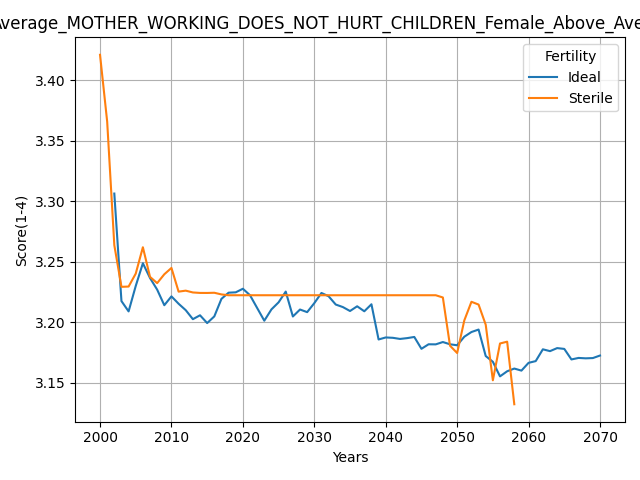 Average_MOTHER_WORKING_DOES_NOT_HURT_CHILDREN_Female_Above_Ave
Fertility
Ideal
Sterile
Score(1-4)
3.40
3.35
3.30
3.25
3.20
3.15
2000 2010 2020 2030 2040 2050 2060 2070
Years